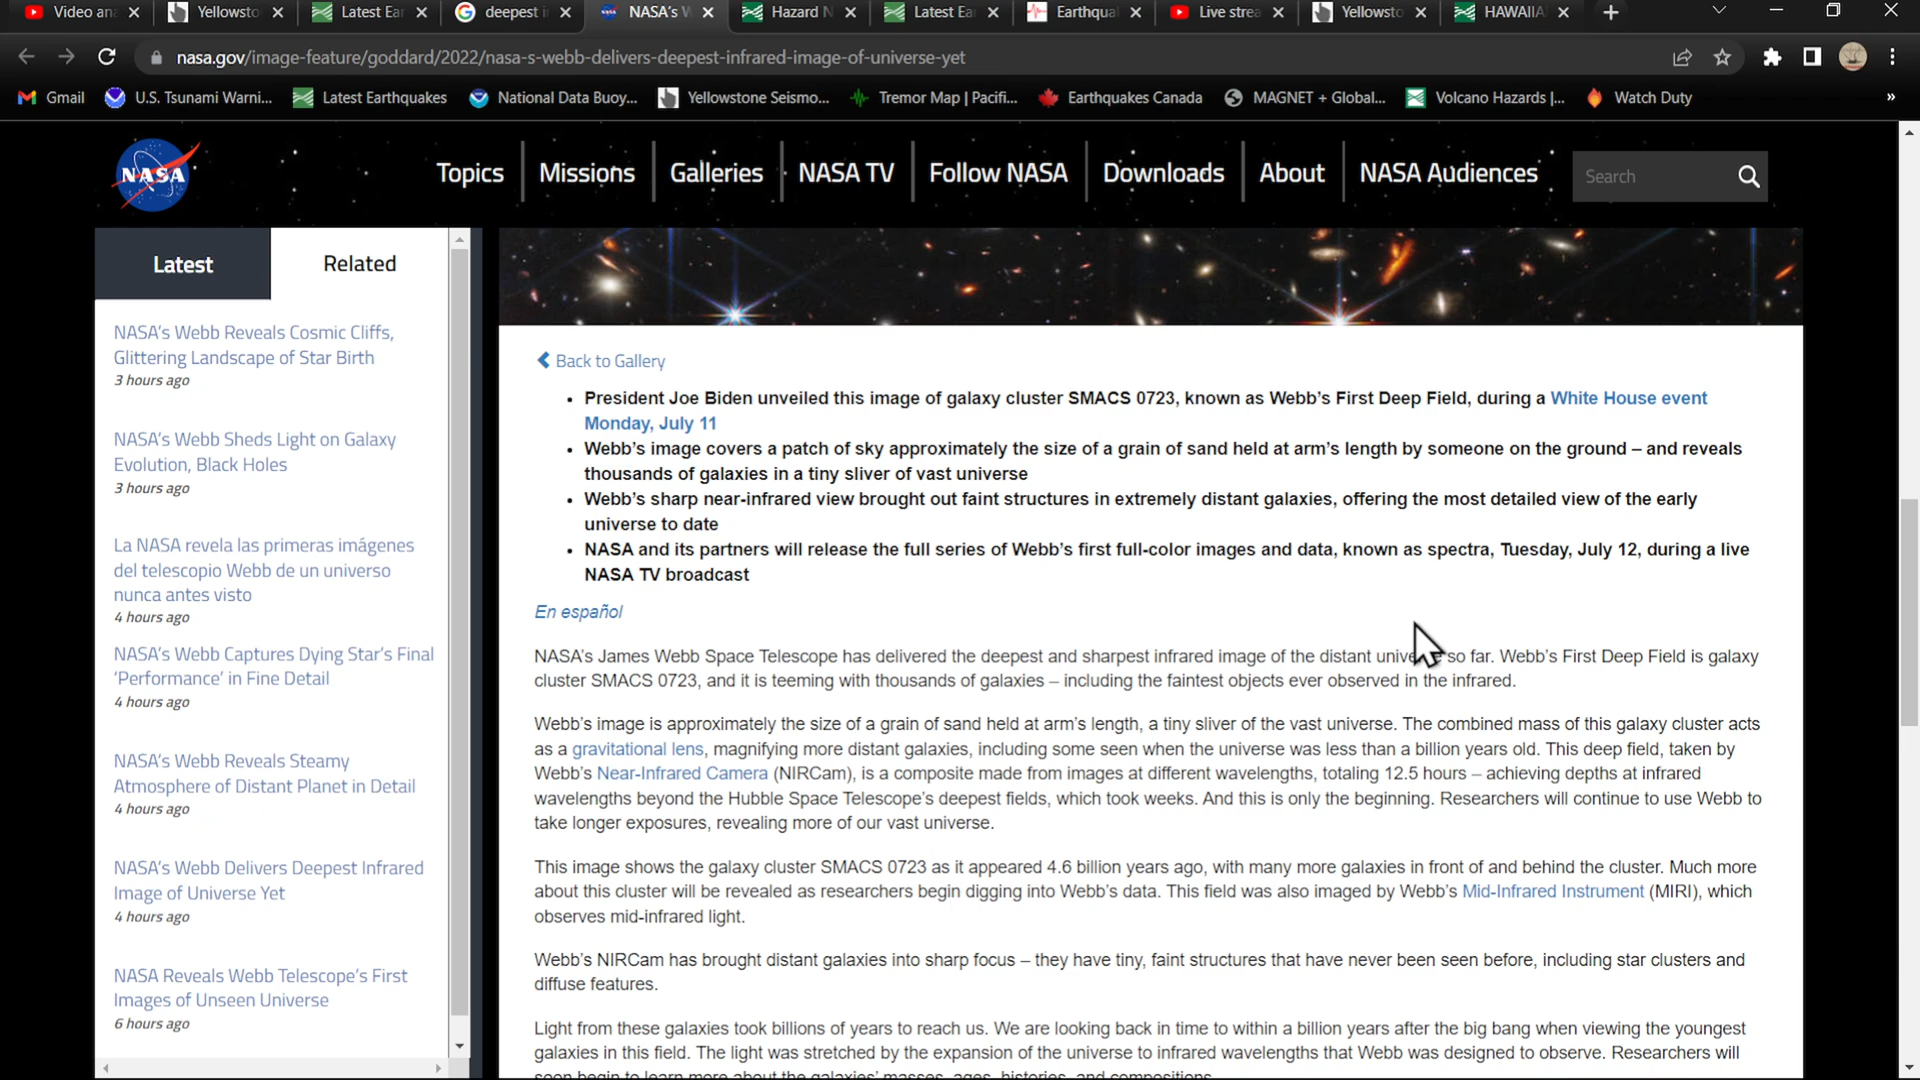 Video an
Yellowsto
Latest Ea
deepest i
NASA's W
Hazard N
Latest Ea
Earthqua
Live strea
Yellowsto
HAWAIIA
nasa.gov/image-feature/goddard/2022/nasa-s-webb-delivers-deepest-infrared-image-of-universe-yet
Gmail
U.S. Tsunami Warni...
Latest Earthquakes
National Data Buoy...
Yellowstone Seismo...
Tremor Map | Pacifi...
Earthquakes Canada
MAGNET + Global...
Volcano Hazards |...
Watch Duty
»
NASA
Topics
Missions
Galleries
NASA TV
Follow NASA
Downloads
About
NASA Audiences
Search
Latest
Related
NASA's Webb Reveals Cosmic Cliffs,
Glittering Landscape of Star Birth
3 hours ago
NASA's Webb Sheds Light on Galaxy
Evolution, Black Holes
3 hours ago
La NASA revela las primeras imágenes
del telescopio Webb de un universo
nunca antes visto
4 hours ago
NASA's Webb Captures Dying Star's Final
'Performance' in Fine Detail
4 hours ago
NASA's Webb Reveals Steamy
Atmosphere of Distant Planet in Detail
4 hours ago
NASA's Webb Delivers Deepest Infrared
Image of Universe Yet
4 hours ago
NASA Reveals Webb Telescope's First
Images of Unseen Universe
6 hours ago
Back to Gallery
• President Joe Biden unveiled this image of galaxy cluster SMACS 0723, known as Webb's First Deep Field, during a White House event
Monday, July 11
• Webb's image covers a patch of sky approximately the size of a grain of sand held at arm's length by someone on the ground – and reveals
thousands of galaxies in a tiny sliver of vast universe
• Webb's sharp near-infrared view brought out faint structures in extremely distant galaxies, offering the most detailed view of the early
universe to date
• NASA and its partners will release the full series of Webb's first full-color images and data, known as spectra, Tuesday, July 12, during a live
NASA TV broadcast
En español
NASA's James Webb Space Telescope has delivered the deepest and sharpest infrared image of the distant universe so far. Webb's First Deep Field is galaxy
cluster SMACS 0723, and it is teeming with thousands of galaxies – including the faintest objects ever observed in the infrared.
Webb's image is approximately the size of a grain of sand held at arm's length, a tiny sliver of the vast universe. The combined mass of this galaxy cluster acts
as a gravitational lens, magnifying more distant galaxies, including some seen when the universe was less than a billion years old. This deep field, taken by
Webb's Near-Infrared Camera (NIRCam), is a composite made from images at different wavelengths, totaling 12.5 hours – achieving depths at infrared
wavelengths beyond the Hubble Space Telescope's deepest fields, which took weeks. And this is only the beginning. Researchers will continue to use Webb to
take longer exposures, revealing more of our vast universe.
This image shows the galaxy cluster SMACS 0723 as it appeared 4.6 billion years ago, with many more galaxies in front of and behind the cluster. Much more
about this cluster will be revealed as researchers begin digging into Webb's data. This field was also imaged by Webb's Mid-Infrared Instrument (MIRI), which
observes mid-infrared light.
Webb's NIRCam has brought distant galaxies into sharp focus – they have tiny, faint structures that have never been seen before, including star clusters and
diffuse features.
Light from these galaxies took billions of years to reach us. We are looking back in time to within a billion years after the big bang when viewing the youngest
galaxies in this field. The light was stretched by the expansion of the universe to infrared wavelengths that Webb was designed to observe. Researchers will
soon begin to learn more about the galaxies' masses, ages, histories, and compositions.